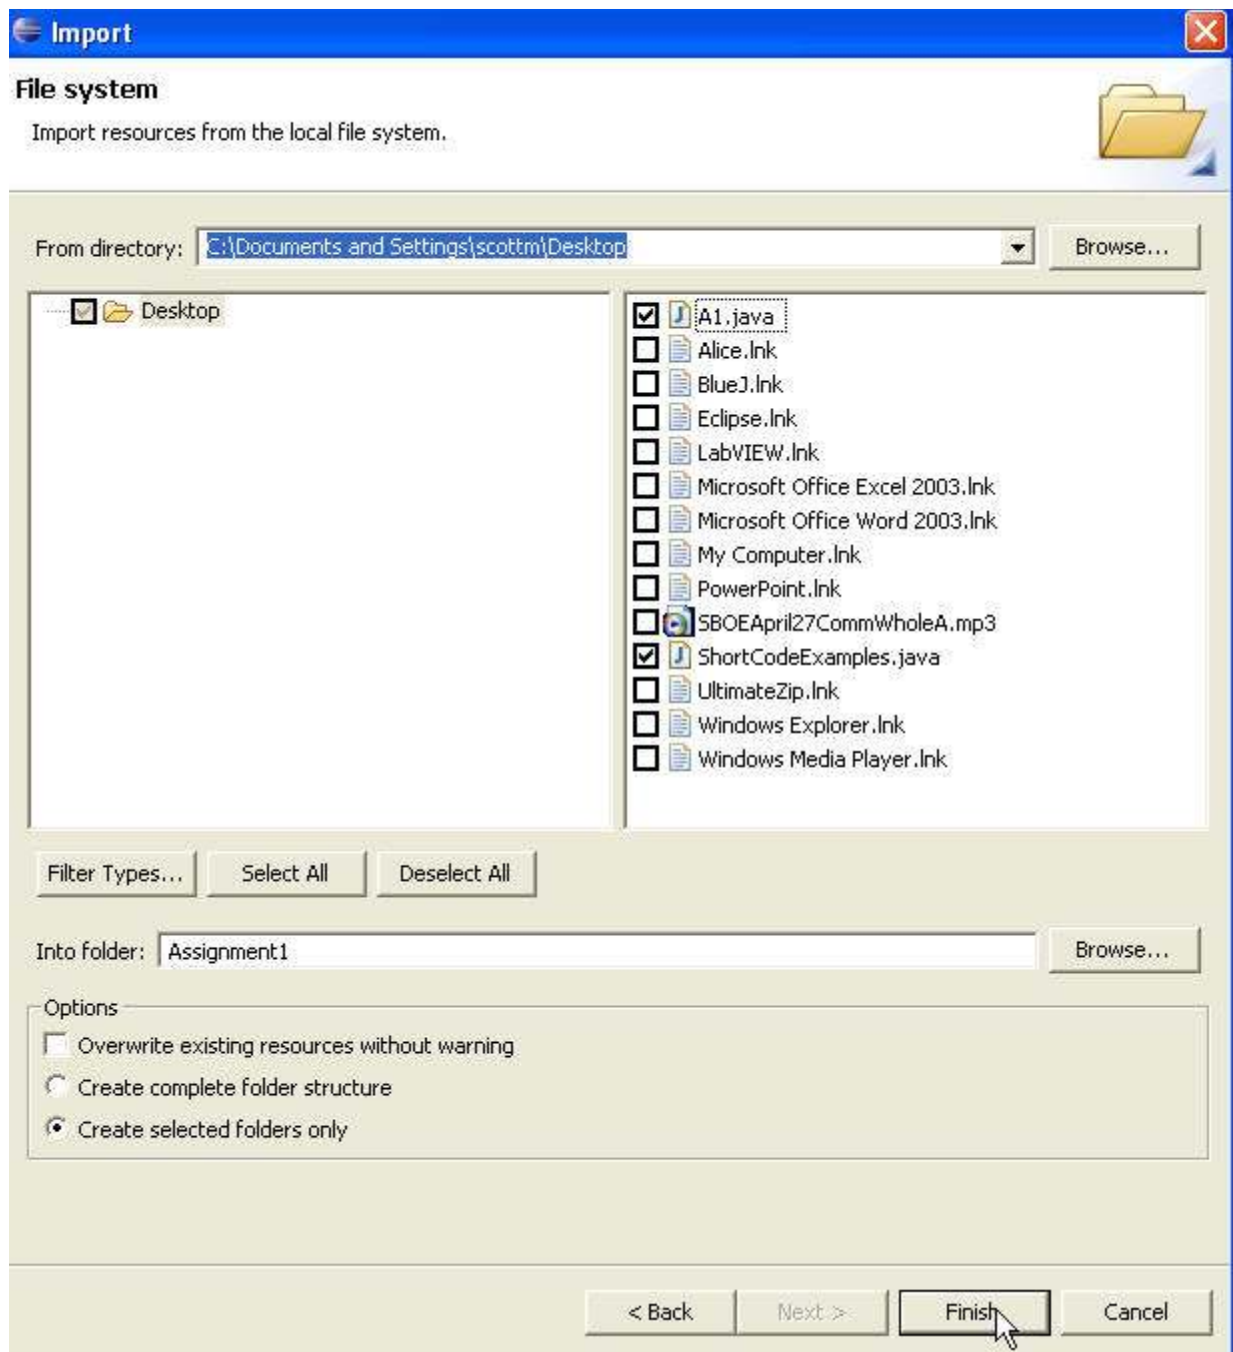 Import
File system
Import resources from the local file system.
From directory: C:\Documents and Settings\scottm\Desktop Browse...
Desktop
A1.java
Alice.lnk
BlueJ.lnk
Eclipse.lnk
LabVIEW.lnk
Microsoft Office Excel 2003.lnk
Microsoft Office Word 2003.lnk
My Computer.lnk
PowerPoint.lnk
SBOEApril27CommWholeA.mp3
ShortCodeExamples.java
UltimateZip.lnk
Windows Explorer.lnk
Windows Media Player.lnk
Filter Types... Select All Deselect All
Into folder: Assignment1 Browse...
Options
Overwrite existing resources without warning
Create complete folder structure
Create selected folders only
< Back Next > Finish Cancel